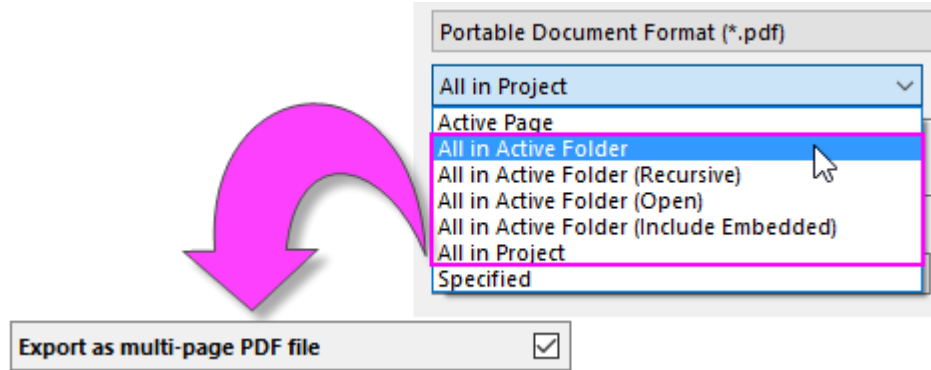 Portable Document Format (*.pdf)
All in Project
Active Page
All in Active Folder
All in Active Folder (Recursive)
All in Active Folder (Open)
All in Active Folder (Include Embedded)
All in Project
Specified
Export as multi-page PDF file